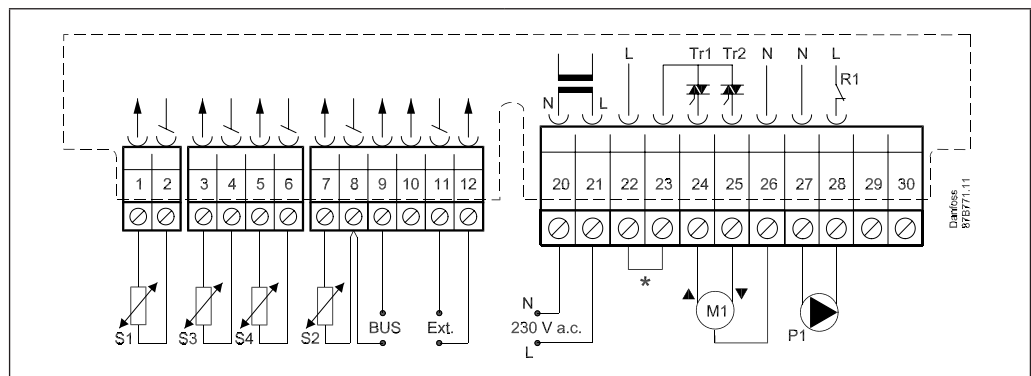 L Tr1 Tr2 N N L
R1
N L
1 2 3 4 5 6 7 8 9 10 11 12 20 21 22 23 24 25 26 27 28 29 30
Danfoss
87B771.11
*
N
M1
BUS Ext. 230 V a.c.
S1 S3 S4 S2 P1
L